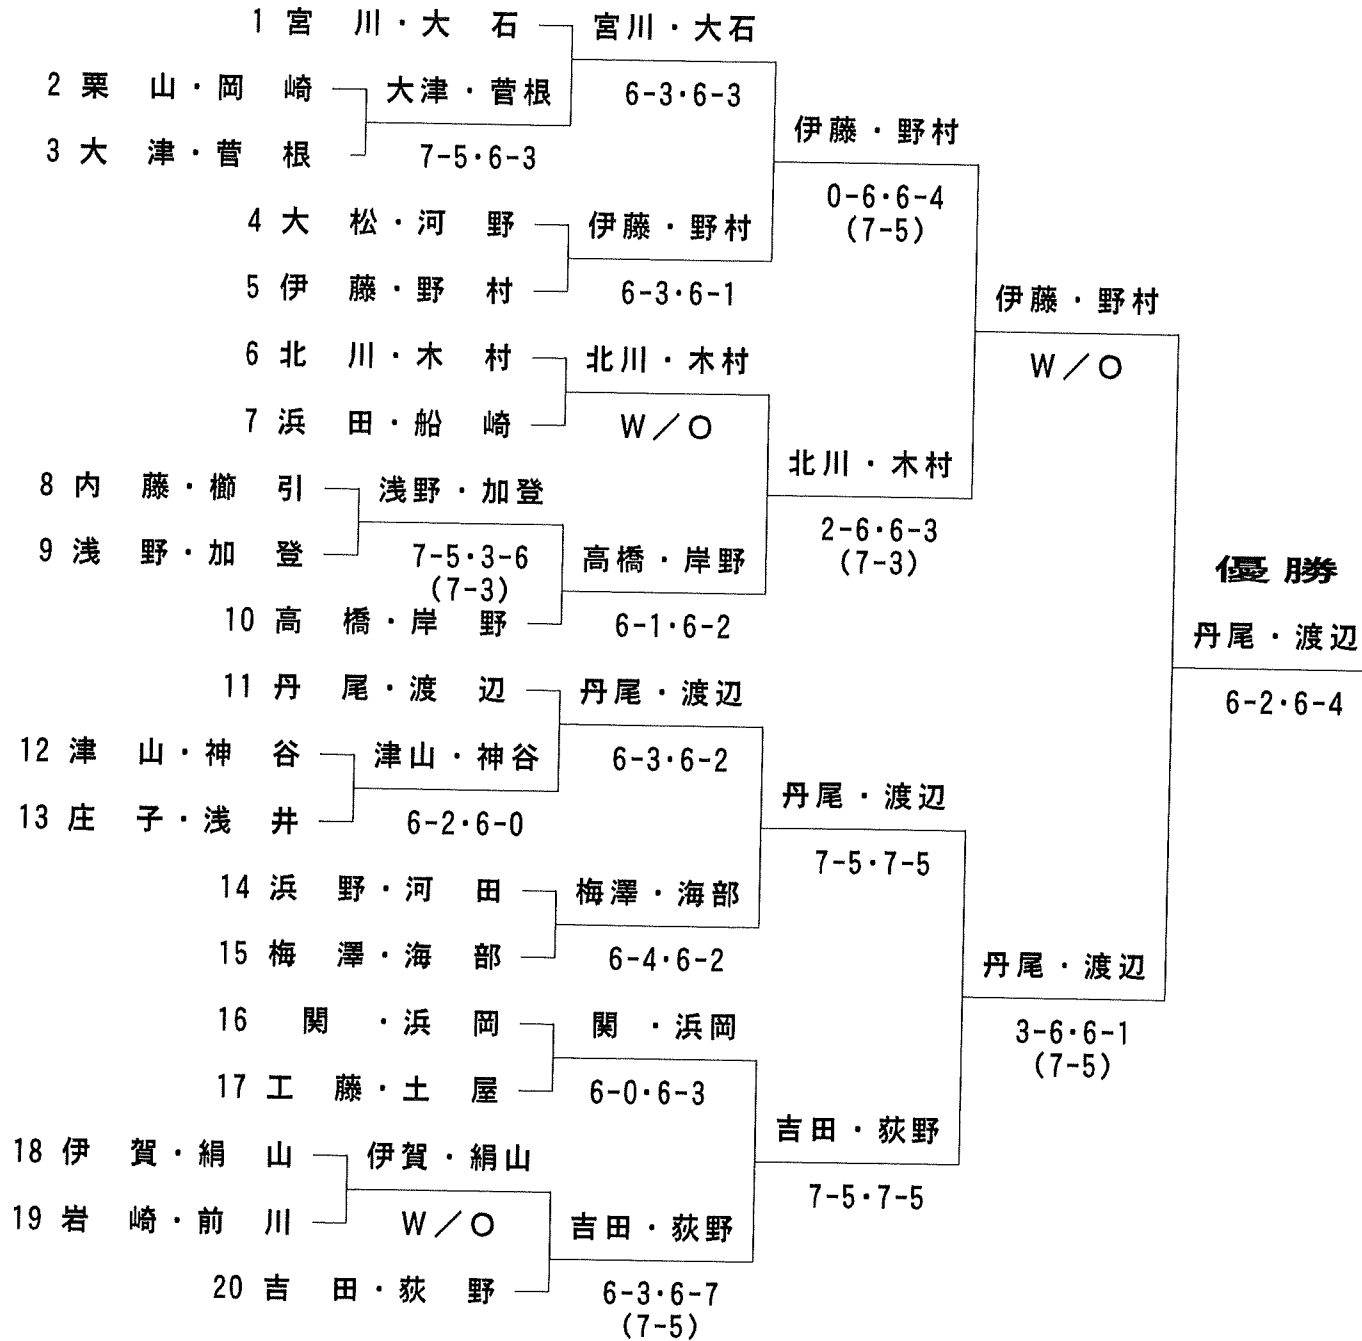 1 宮 川・大 石
宮川・大石
2 栗 山・岡 崎
大津・菅根
6-3・6-3
3 大 津・菅 根
7-5・6-3
伊藤・野村
0-6・6-4
(7-5)
4 大 松・河 野
伊藤・野村
5 伊 藤・野 村
6-3・6-1
伊藤・野村
W/O
6 北 川・木 村
北川・木村
7 浜 田・船 崎
W/O
北川・木村
2-6・6-3
(7-3)
8 内 藤・櫛 引
浅野・加登
9 浅 野・加 登
7-5・3-6
(7-3)
高橋・岸野
10 高 橋・岸 野
6-1・6-2
優勝
丹尾・渡辺
6-2・6-4
11 丹 尾・渡 辺
丹尾・渡辺
12 津 山・神 谷
津山・神谷
6-3・6-2
13 庄 子・浅 井
6-2・6-0
丹尾・渡辺
7-5・7-5
14 浜 野・河 田
梅澤・海部
15 梅 澤・海 部
6-4・6-2
丹尾・渡辺
3-6・6-1
(7-5)
16 関 ・浜 岡
関 ・浜岡
17 工 藤・土 屋
6-0・6-3
吉田・荻野
7-5・7-5
18 伊 賀・絹 山
伊賀・絹山
19 岩 崎・前 川
W/O
吉田・荻野
20 吉 田・荻 野
6-3・6-7
(7-5)